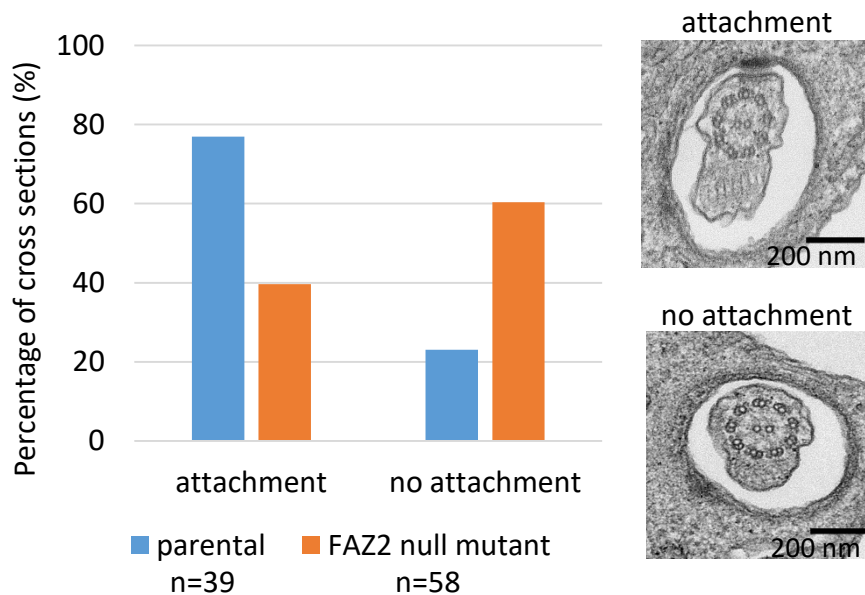 Percentage of cross sections (%)
100
80
60
40
20
0
attachment
no attachment
parental
n=39
FAZ2 null mutant
n=58
attachment
200 nm
no attachment
200 nm